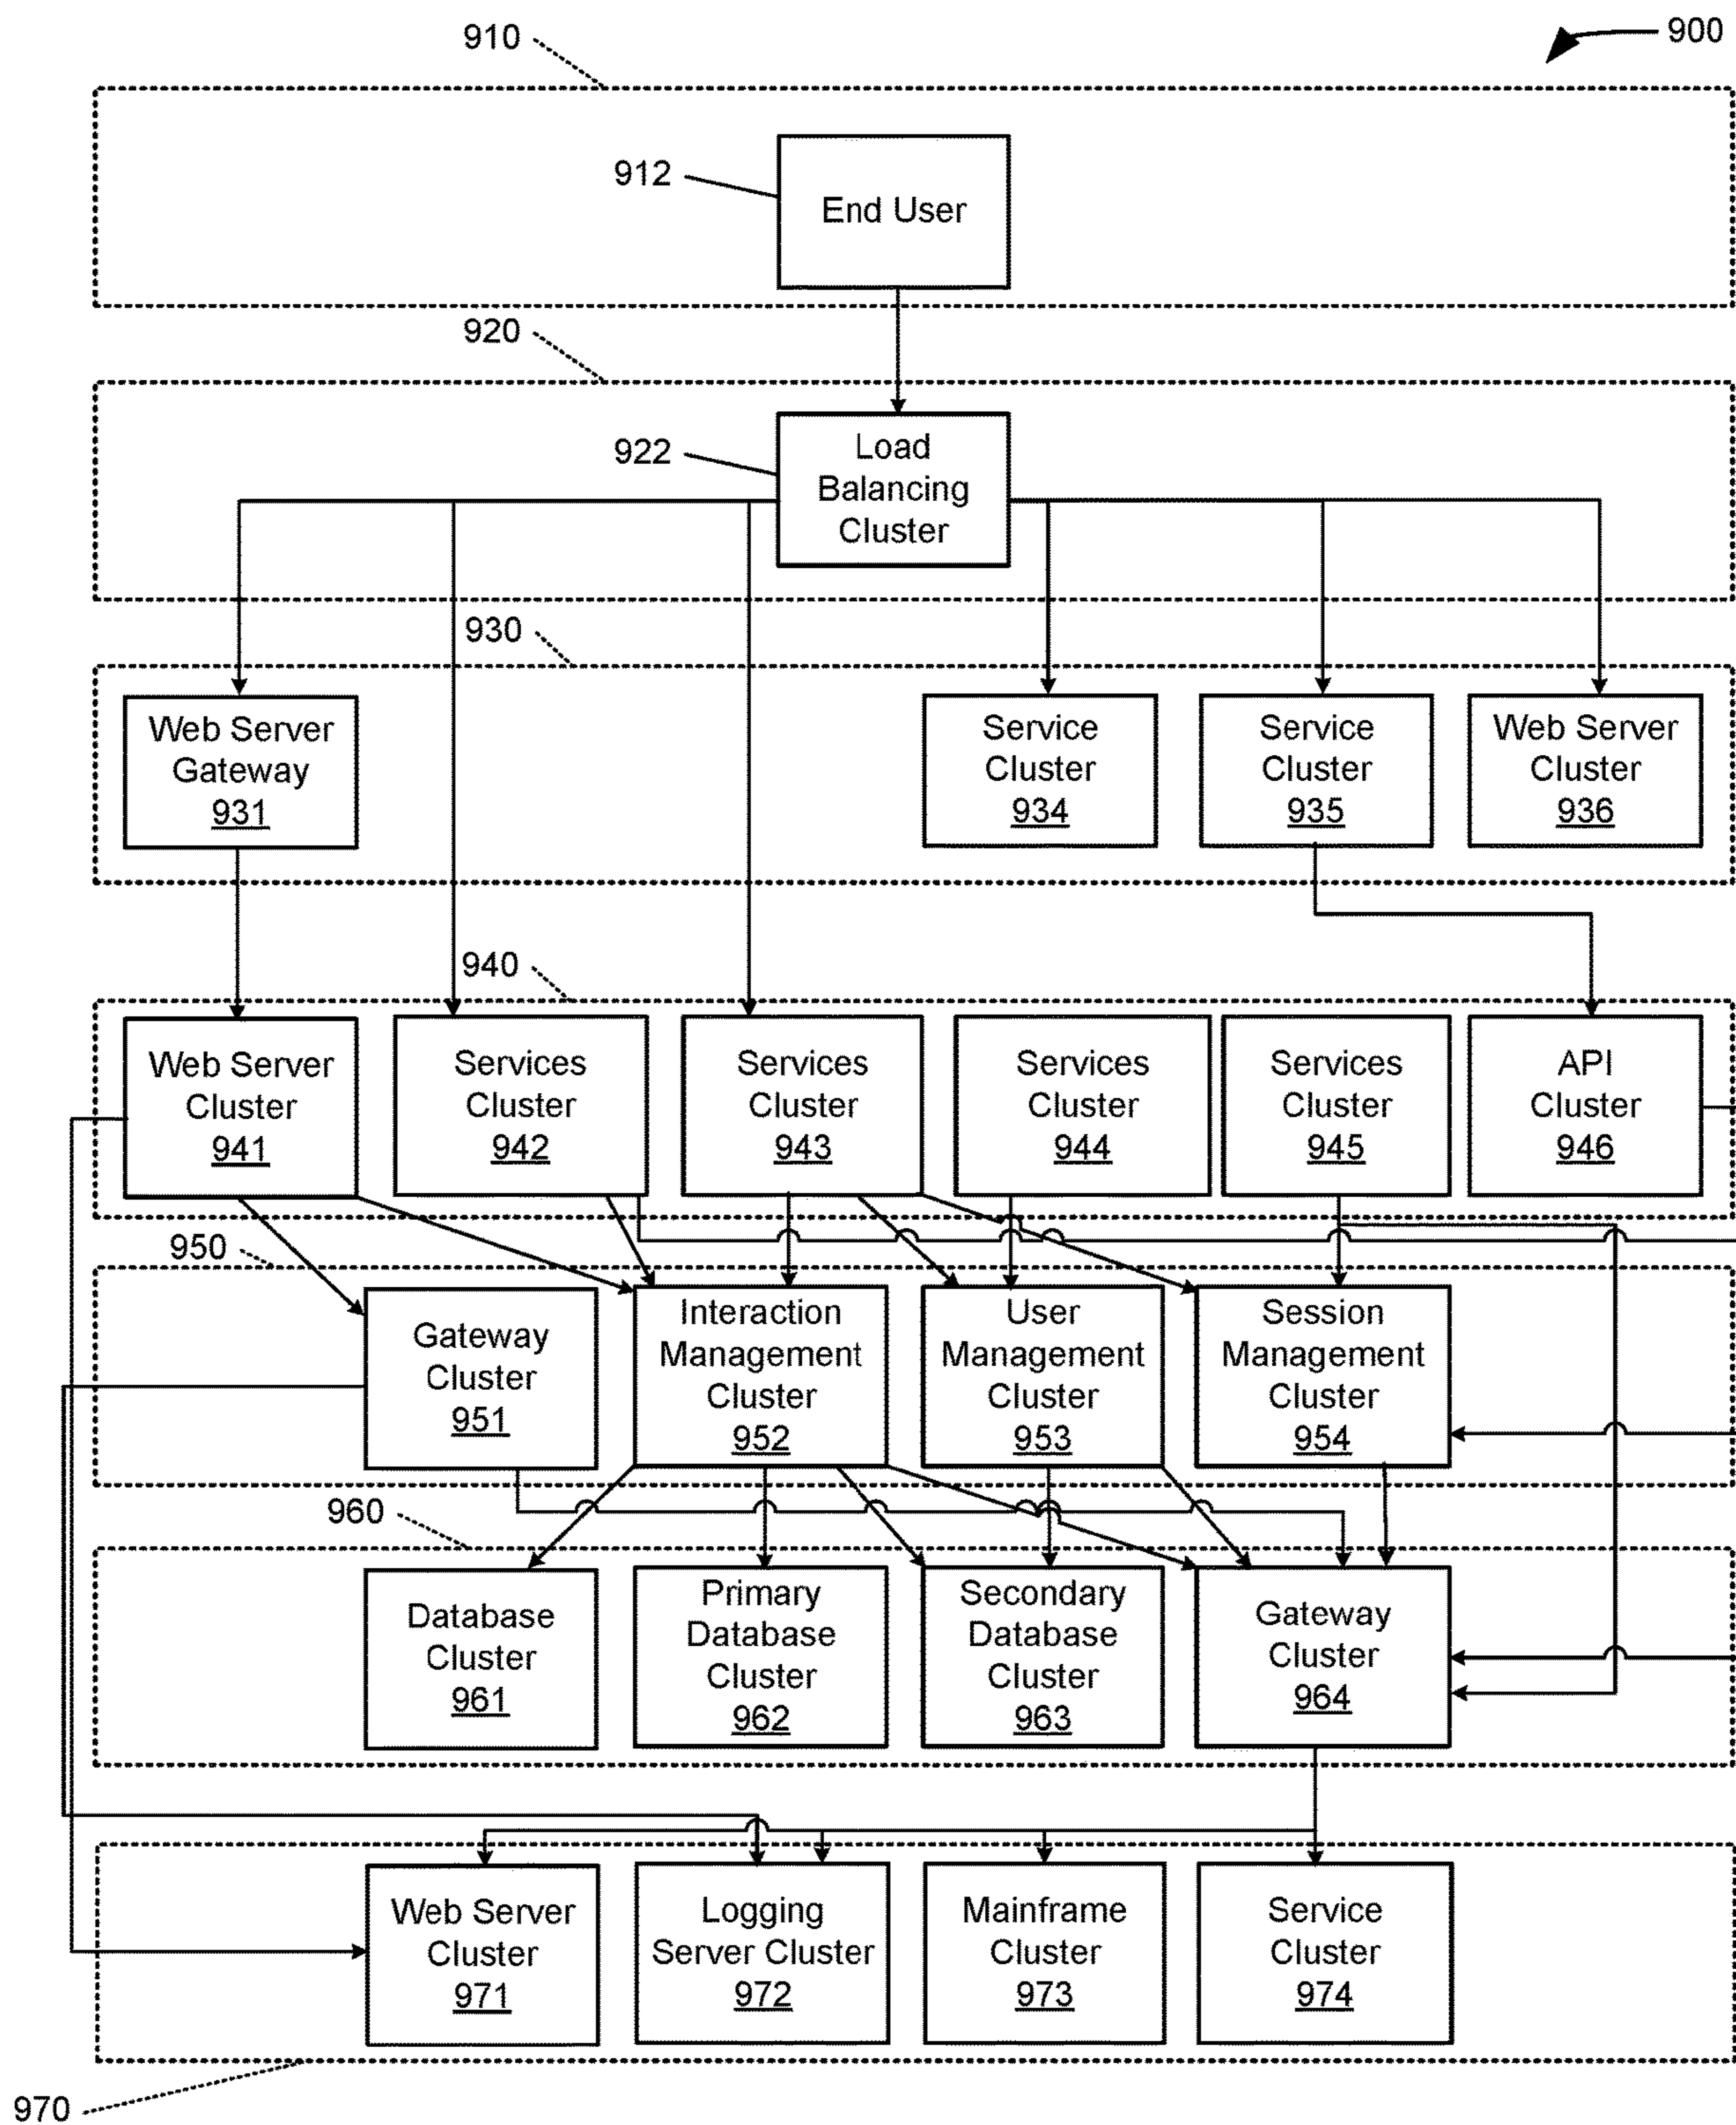 910
900
912
End User
920
922
Load
Balancing
Cluster
930
Web Server
Gateway
931
Service
Cluster
934
Service
Cluster
935
Web Server
Cluster
936
940
Web Server
Cluster
941
Services
Cluster
942
Services
Cluster
943
Services
Cluster
944
Services
Cluster
945
API
Cluster
946
950
Gateway
Cluster
951
Interaction
Management
Cluster
952
User
Management
Cluster
953
Session
Management
Cluster
954
960
Database
Cluster
961
Primary
Database
Cluster
962
Secondary
Database
Cluster
963
Gateway
Cluster
964
Web Server
Cluster
971
Logging
Server Cluster
972
Mainframe
Cluster
973
Service
Cluster
974
970